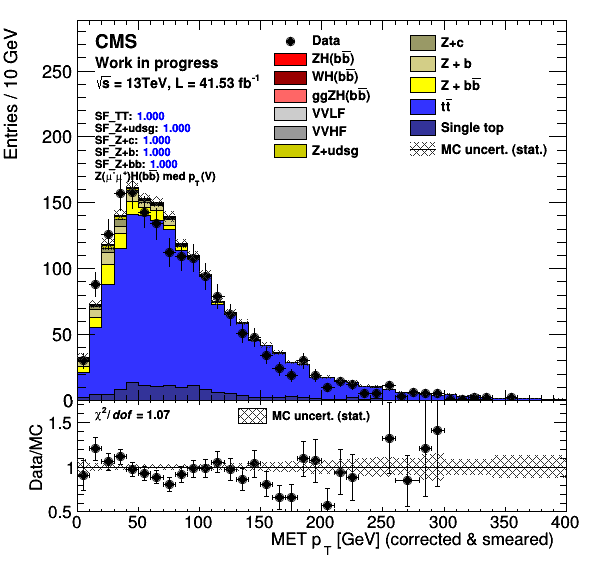 CMS
Work in progress
√s = 13TeV, L = 41.53 fb⁻¹
SF_TT: 1.000
SF_Z+udsg: 1.000
SF_Z+c: 1.000
SF_Z+b: 1.000
SF_Z+bb: 1.000
Z(μ⁻μ⁺)H(bb̅) med p_T(V)
Data
ZH(bb̅)
WH(bb̅)
ggZH(bb̅)
VVLF
VVHF
Z+udsg
Z+c
Z + b
Z + bb̅
tt̅
Single top
MC uncert. (stat.)
Entries / 10 GeV
250
200
150
100
50
0
χ²/dof = 1.07
MC uncert. (stat.)
Data/MC
1.5
1
0.5
0 50 100 150 200 250 300 350 400
MET p_T [GeV] (corrected & smeared)